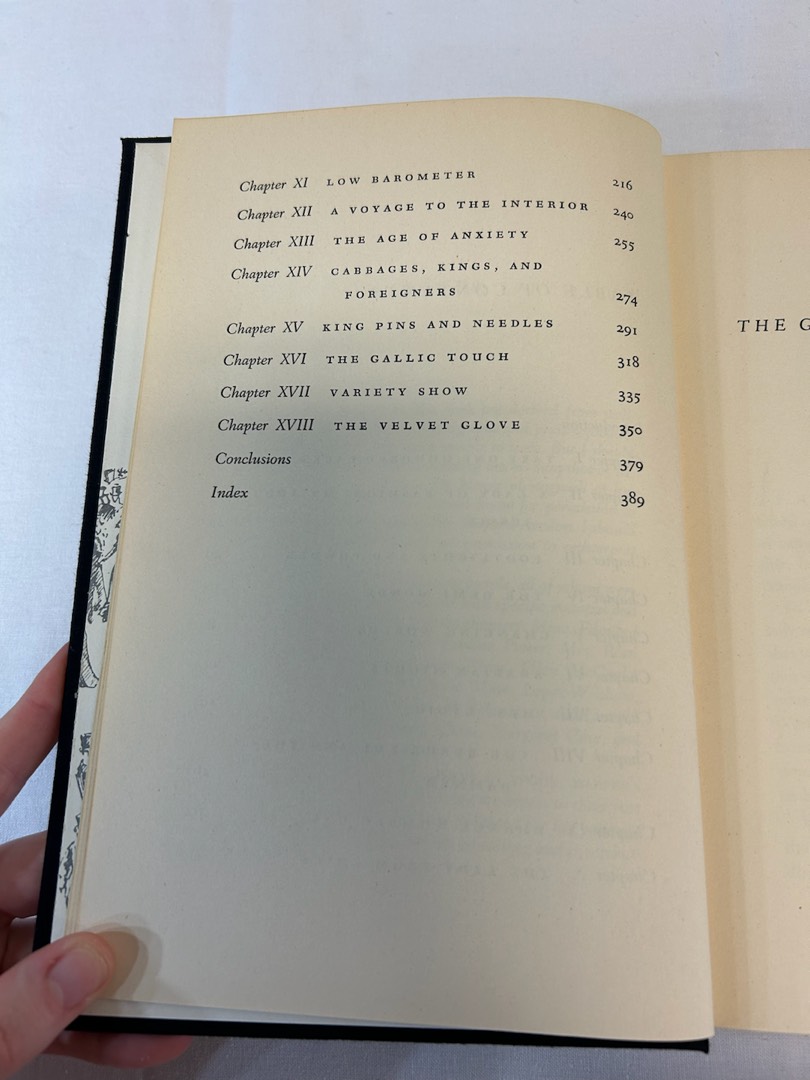 Chapter XI LOW BAROMETER 216
Chapter XII A VOYAGE TO THE INTERIOR 240
Chapter XIII THE AGE OF ANXIETY 255
Chapter XIV CABBAGES, KINGS, AND
FOREIGNERS 274
Chapter XV KING PINS AND NEEDLES 291
Chapter XVI THE GALLIC TOUCH 318
Chapter XVII VARIETY SHOW 335
Chapter XVIII THE VELVET GLOVE 350
Conclusions 379
Index 389
THE G